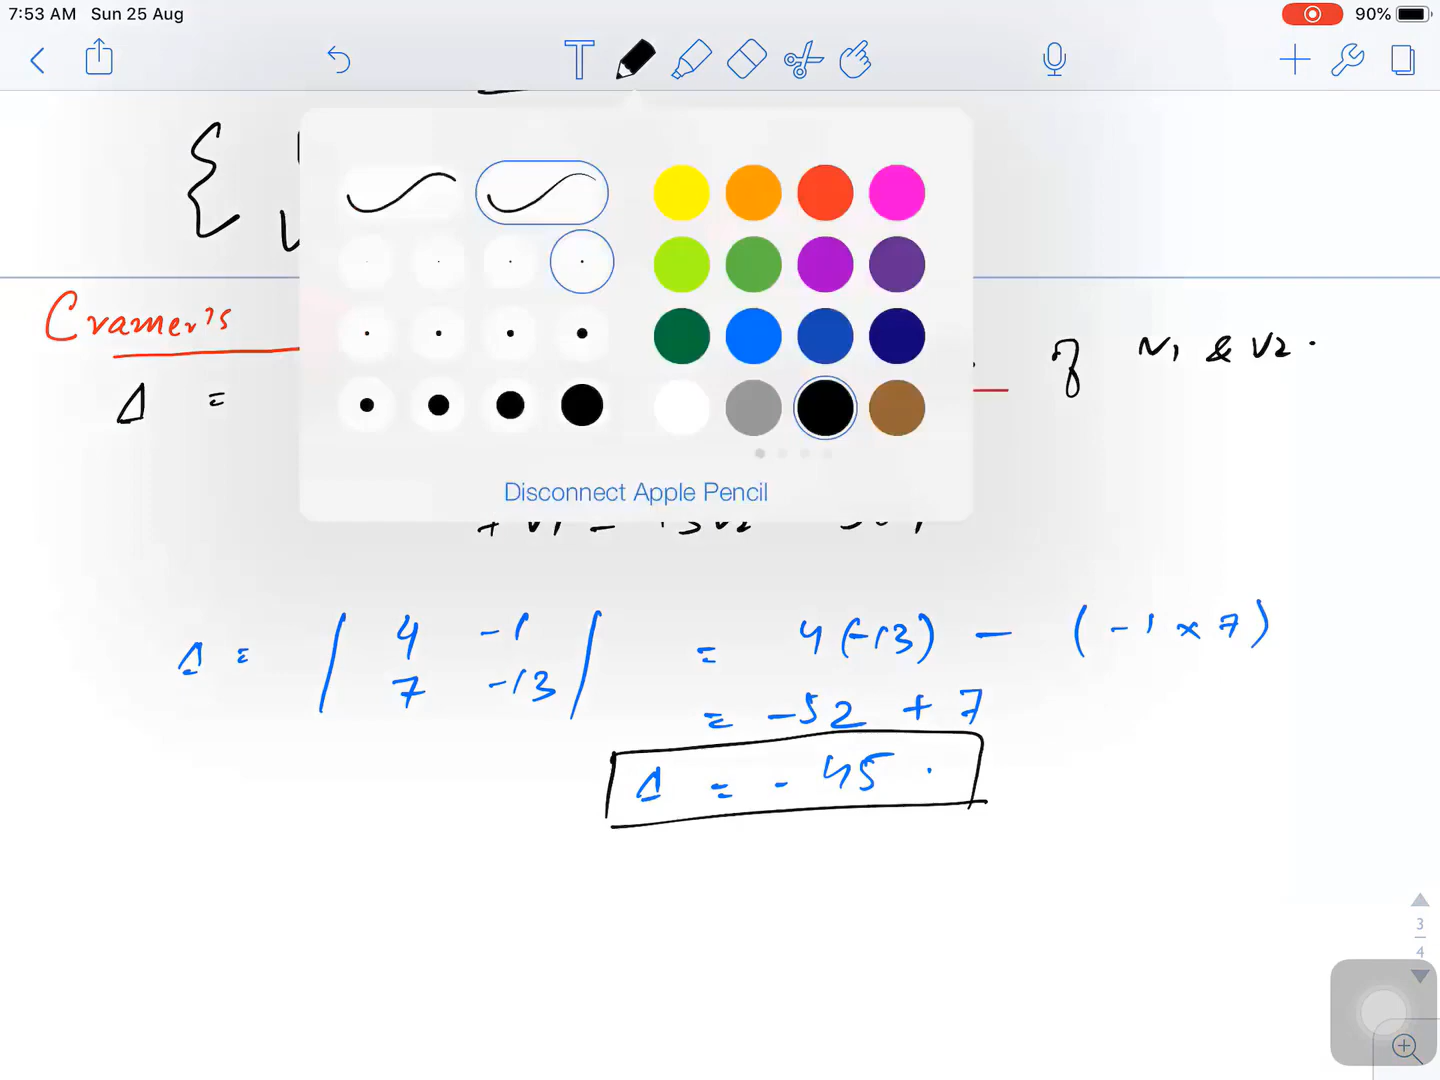 7:53 AM Sun 25 Aug 90%
T
Cramer's
Δ = of V1 & V2 .
Disconnect Apple Pencil
Δ = | 4 -1 | = 4(-13) - (-1 x 7)
7 -13
= -52 + 7
Δ = - 45 .
3
4